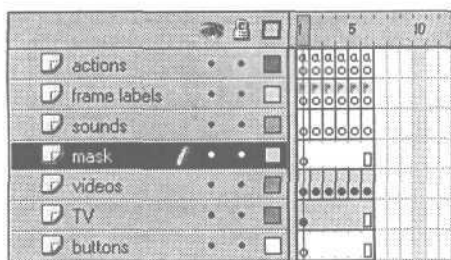 1 5 10
actions
frame labels
sounds
mask
videos
TV
buttons